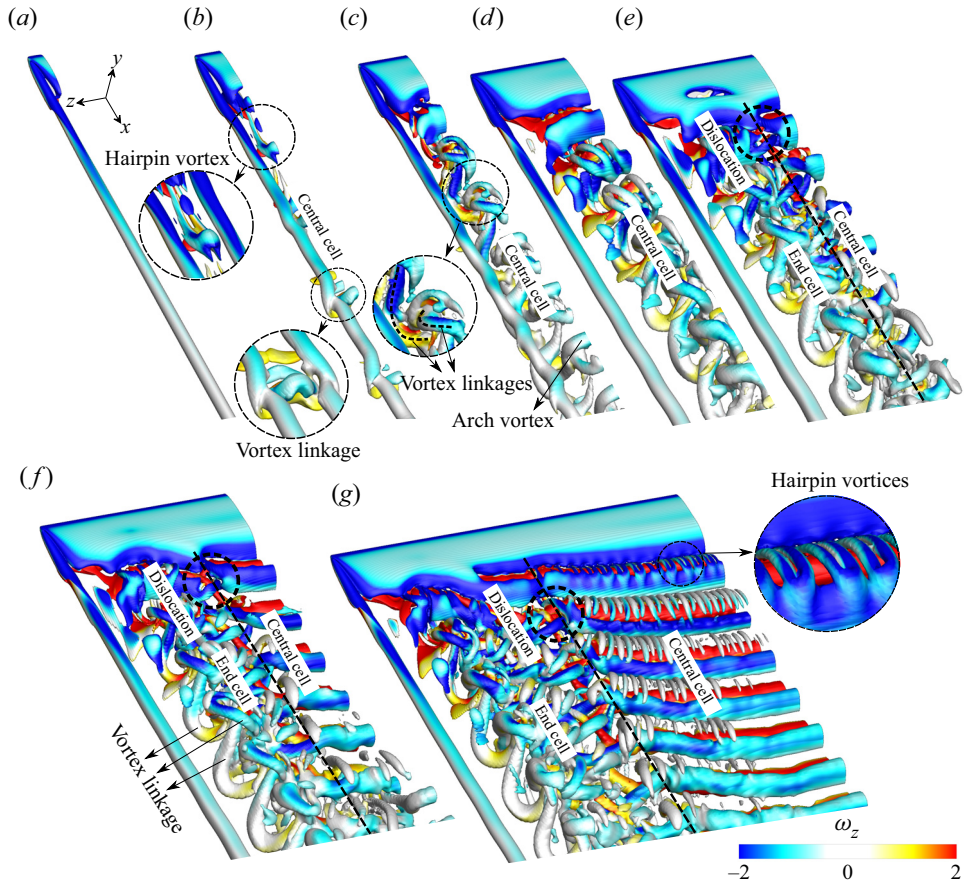 (a)
(b)
(c)
(d)
(e)
y
z
x
Hairpin vortex
Central cell
Vortex linkage
Central cell
Vortex linkages
Arch vortex
Central cell
Dislocation
Central cell
End cell
(f)
(g)
Hairpin vortices
Dislocation
Central cell
End cell
Vortex linkage
Dislocation
Central cell
End cell
ω_z
–2
0
2